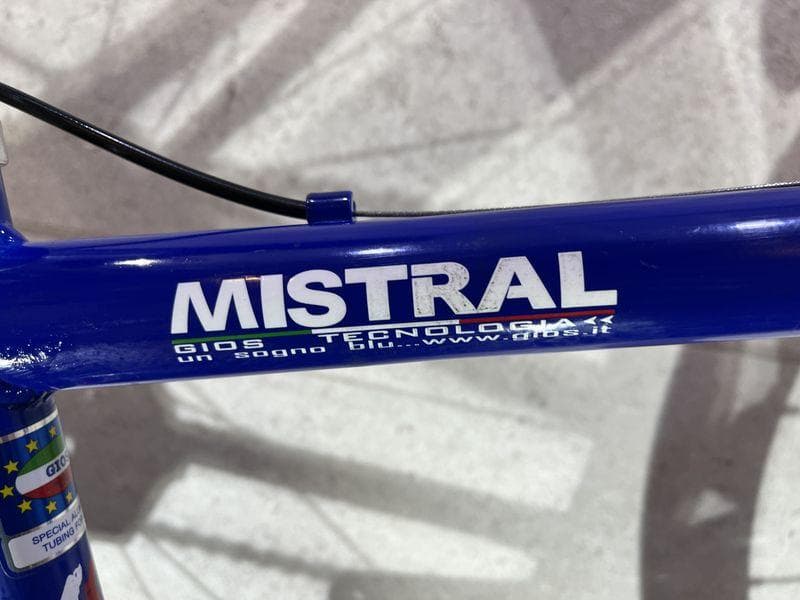 MISTRAL
GIOS TECNOLOGIA
un sogno blu...www.gios.it
GIOS
SPECIAL
TUBING